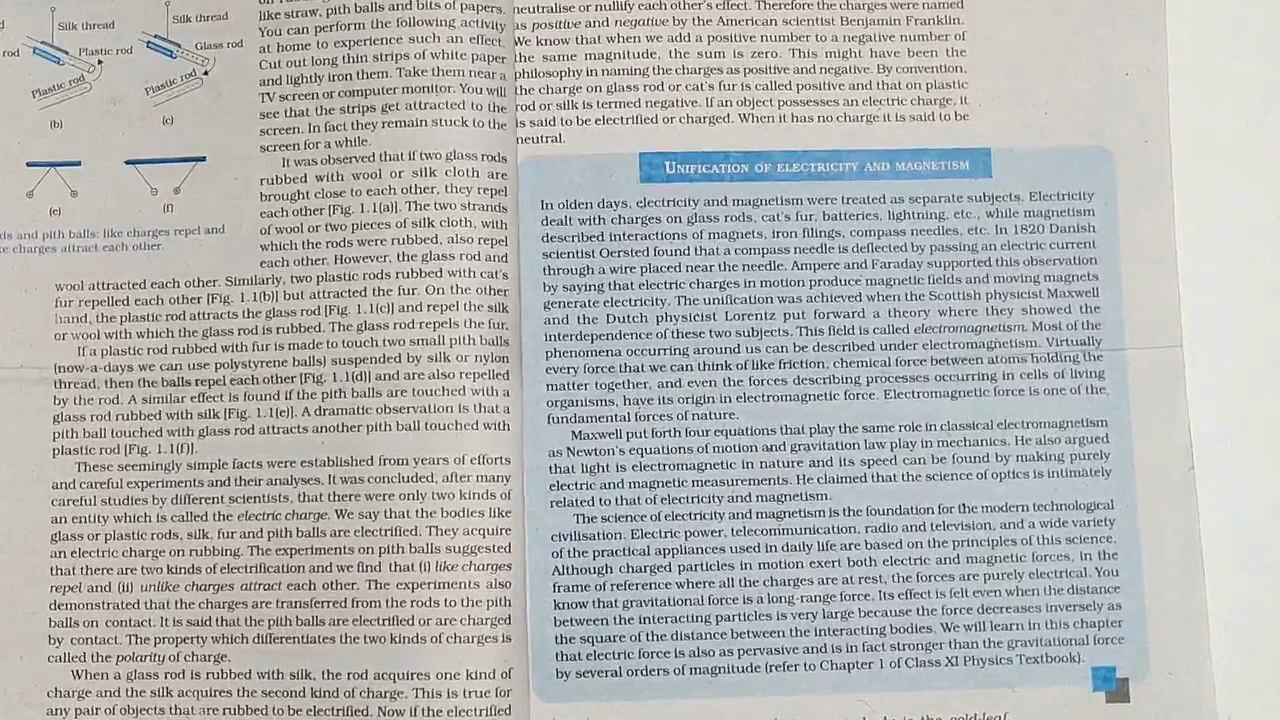 Silk thread
rod
Plastic rod
Plastic rod
(b)
Silk thread
Glass rod
Plastic rod
(c)
(e)
(f)
ds and pith balls: like charges repel and
charges attract each other.
like straw, pith balls and bits of papers.
You can perform the following activity
at home to experience such an effect.
Cut out long thin strips of white paper
and lightly iron them. Take them near a
TV screen or computer monitor. You will
see that the strips get attracted to the
screen. In fact they remain stuck to the
screen for a while.
It was observed that if two glass rods
rubbed with wool or silk cloth are
brought close to each other, they repel
each other [Fig. 1.1(a)]. The two strands
of wool or two pieces of silk cloth, with
which the rods were rubbed, also repel
each other. However, the glass rod and
wool attracted each other. Similarly, two plastic rods rubbed with cat's
fur repelled each other [Fig. 1.1(b)] but attracted the fur. On the other
hand, the plastic rod attracts the glass rod [Fig. 1.1(c)] and repel the silk
or wool with which the glass rod is rubbed. The glass rod repels the fur.
If a plastic rod rubbed with fur is made to touch two small pith balls
(now-a-days we can use polystyrene balls) suspended by silk or nylon
thread, then the balls repel each other [Fig. 1.1(d)] and are also repelled
by the rod. A similar effect is found if the pith balls are touched with a
glass rod rubbed with silk [Fig. 1.1(e)]. A dramatic observation is that a
pith ball touched with glass rod attracts another pith ball touched with
plastic rod [Fig. 1.1(f)].
These seemingly simple facts were established from years of efforts
and careful experiments and their analyses. It was concluded, after many
careful studies by different scientists, that there were only two kinds of
an entity which is called the electric charge. We say that the bodies like
glass or plastic rods, silk, fur and pith balls are electrified. They acquire
an electric charge on rubbing. The experiments on pith balls suggested
that there are two kinds of electrification and we find that (i) like charges
repel and (ii) unlike charges attract each other. The experiments also
demonstrated that the charges are transferred from the rods to the pith
balls on contact. It is said that the pith balls are electrified or are charged
by contact. The property which differentiates the two kinds of charges is
called the polarity of charge.
When a glass rod is rubbed with silk, the rod acquires one kind of
charge and the silk acquires the second kind of charge. This is true for
any pair of objects that are rubbed to be electrified. Now if the electrified
neutralise or nullify each other's effect. Therefore the charges were named
as positive and negative by the American scientist Benjamin Franklin.
We know that when we add a positive number to a negative number of
the same magnitude, the sum is zero. This might have been the
philosophy in naming the charges as positive and negative. By convention,
the charge on glass rod or cat's fur is called positive and that on plastic
rod or silk is termed negative. If an object possesses an electric charge, it
is said to be electrified or charged. When it has no charge it is said to be
neutral.
UNIFICATION OF ELECTRICITY AND MAGNETISM
In olden days, electricity and magnetism were treated as separate subjects. Electricity
dealt with charges on glass rods, cat's fur, batteries, lightning, etc., while magnetism
described interactions of magnets, iron filings, compass needles, etc. In 1820 Danish
scientist Oersted found that a compass needle is deflected by passing an electric current
through a wire placed near the needle. Ampere and Faraday supported this observation
by saying that electric charges in motion produce magnetic fields and moving magnets
generate electricity. The unification was achieved when the Scottish physicist Maxwell
and the Dutch physicist Lorentz put forward a theory where they showed the
interdependence of these two subjects. This field is called electromagnetism. Most of the
phenomena occurring around us can be described under electromagnetism. Virtually
every force that we can think of like friction, chemical force between atoms holding the
matter together, and even the forces describing processes occurring in cells of living
organisms, have its origin in electromagnetic force. Electromagnetic force is one of the
fundamental forces of nature.
Maxwell put forth four equations that play the same role in classical electromagnetism
as Newton's equations of motion and gravitation law play in mechanics. He also argued
that light is electromagnetic in nature and its speed can be found by making purely
electric and magnetic measurements. He claimed that the science of optics is intimately
related to that of electricity and magnetism.
The science of electricity and magnetism is the foundation for the modern technological
civilisation. Electric power, telecommunication, radio and television, and a wide variety
of the practical appliances used in daily life are based on the principles of this science.
Although charged particles in motion exert both electric and magnetic forces, in the
frame of reference where all the charges are at rest, the forces are purely electrical. You
know that gravitational force is a long-range force. Its effect is felt even when the distance
between the interacting particles is very large because the force decreases inversely as
the square of the distance between the interacting bodies. We will learn in this chapter
that electric force is also as pervasive and is in fact stronger than the gravitational force
by several orders of magnitude (refer to Chapter 1 of Class XI Physics Textbook).
the gold-leaf